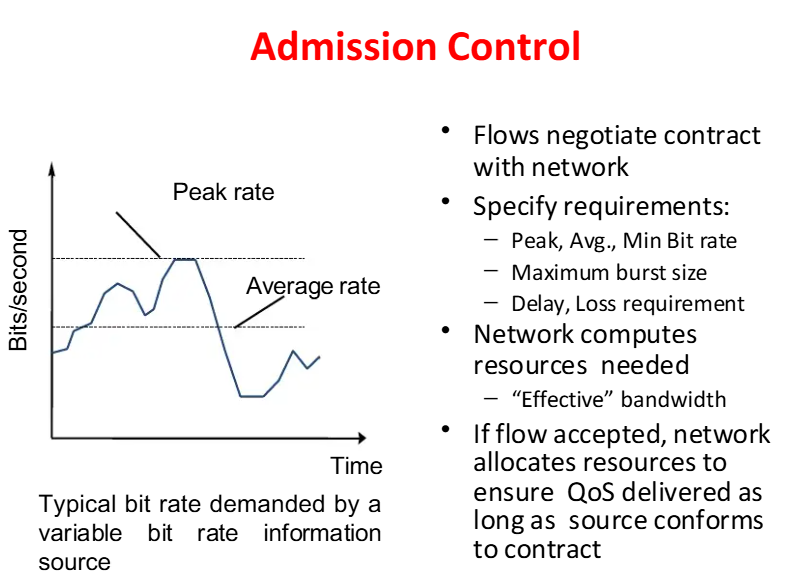 Admission Control
Peak rate
Average rate
Bits/second
Time
Typical bit rate demanded by a
variable bit rate information
source
• Flows negotiate contract
with network
• Specify requirements:
– Peak, Avg., Min Bit rate
– Maximum burst size
– Delay, Loss requirement
• Network computes
resources needed
– “Effective” bandwidth
• If flow accepted, network
allocates resources to
ensure QoS delivered as
long as source conforms
to contract